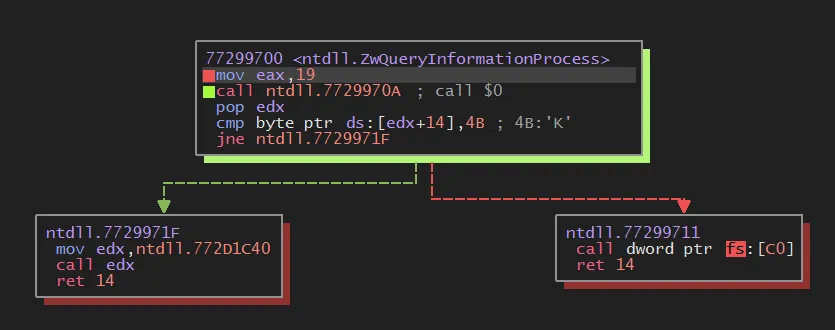 77299700 <ntdll.ZwQueryInformationProcess>
mov eax,19
call ntdll.7729970A ; call $0
pop edx
cmp byte ptr ds:[edx+14],4B ; 4B:'K'
jne ntdll.7729971F
ntdll.7729971F
mov edx,ntdll.772D1C40
call edx
ret 14
ntdll.77299711
call dword ptr fs:[C0]
ret 14